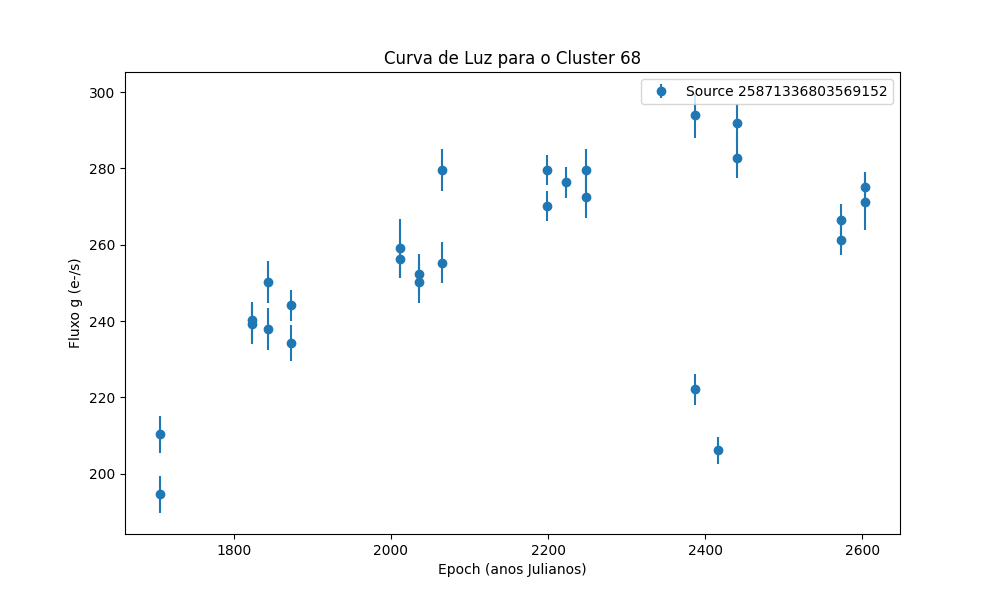 Curva de Luz para o Cluster 68
Source 25871336803569152
300
280
260
240
220
200
Fluxo g (e-/s)
1800 2000 2200 2400 2600
Epoch (anos Julianos)